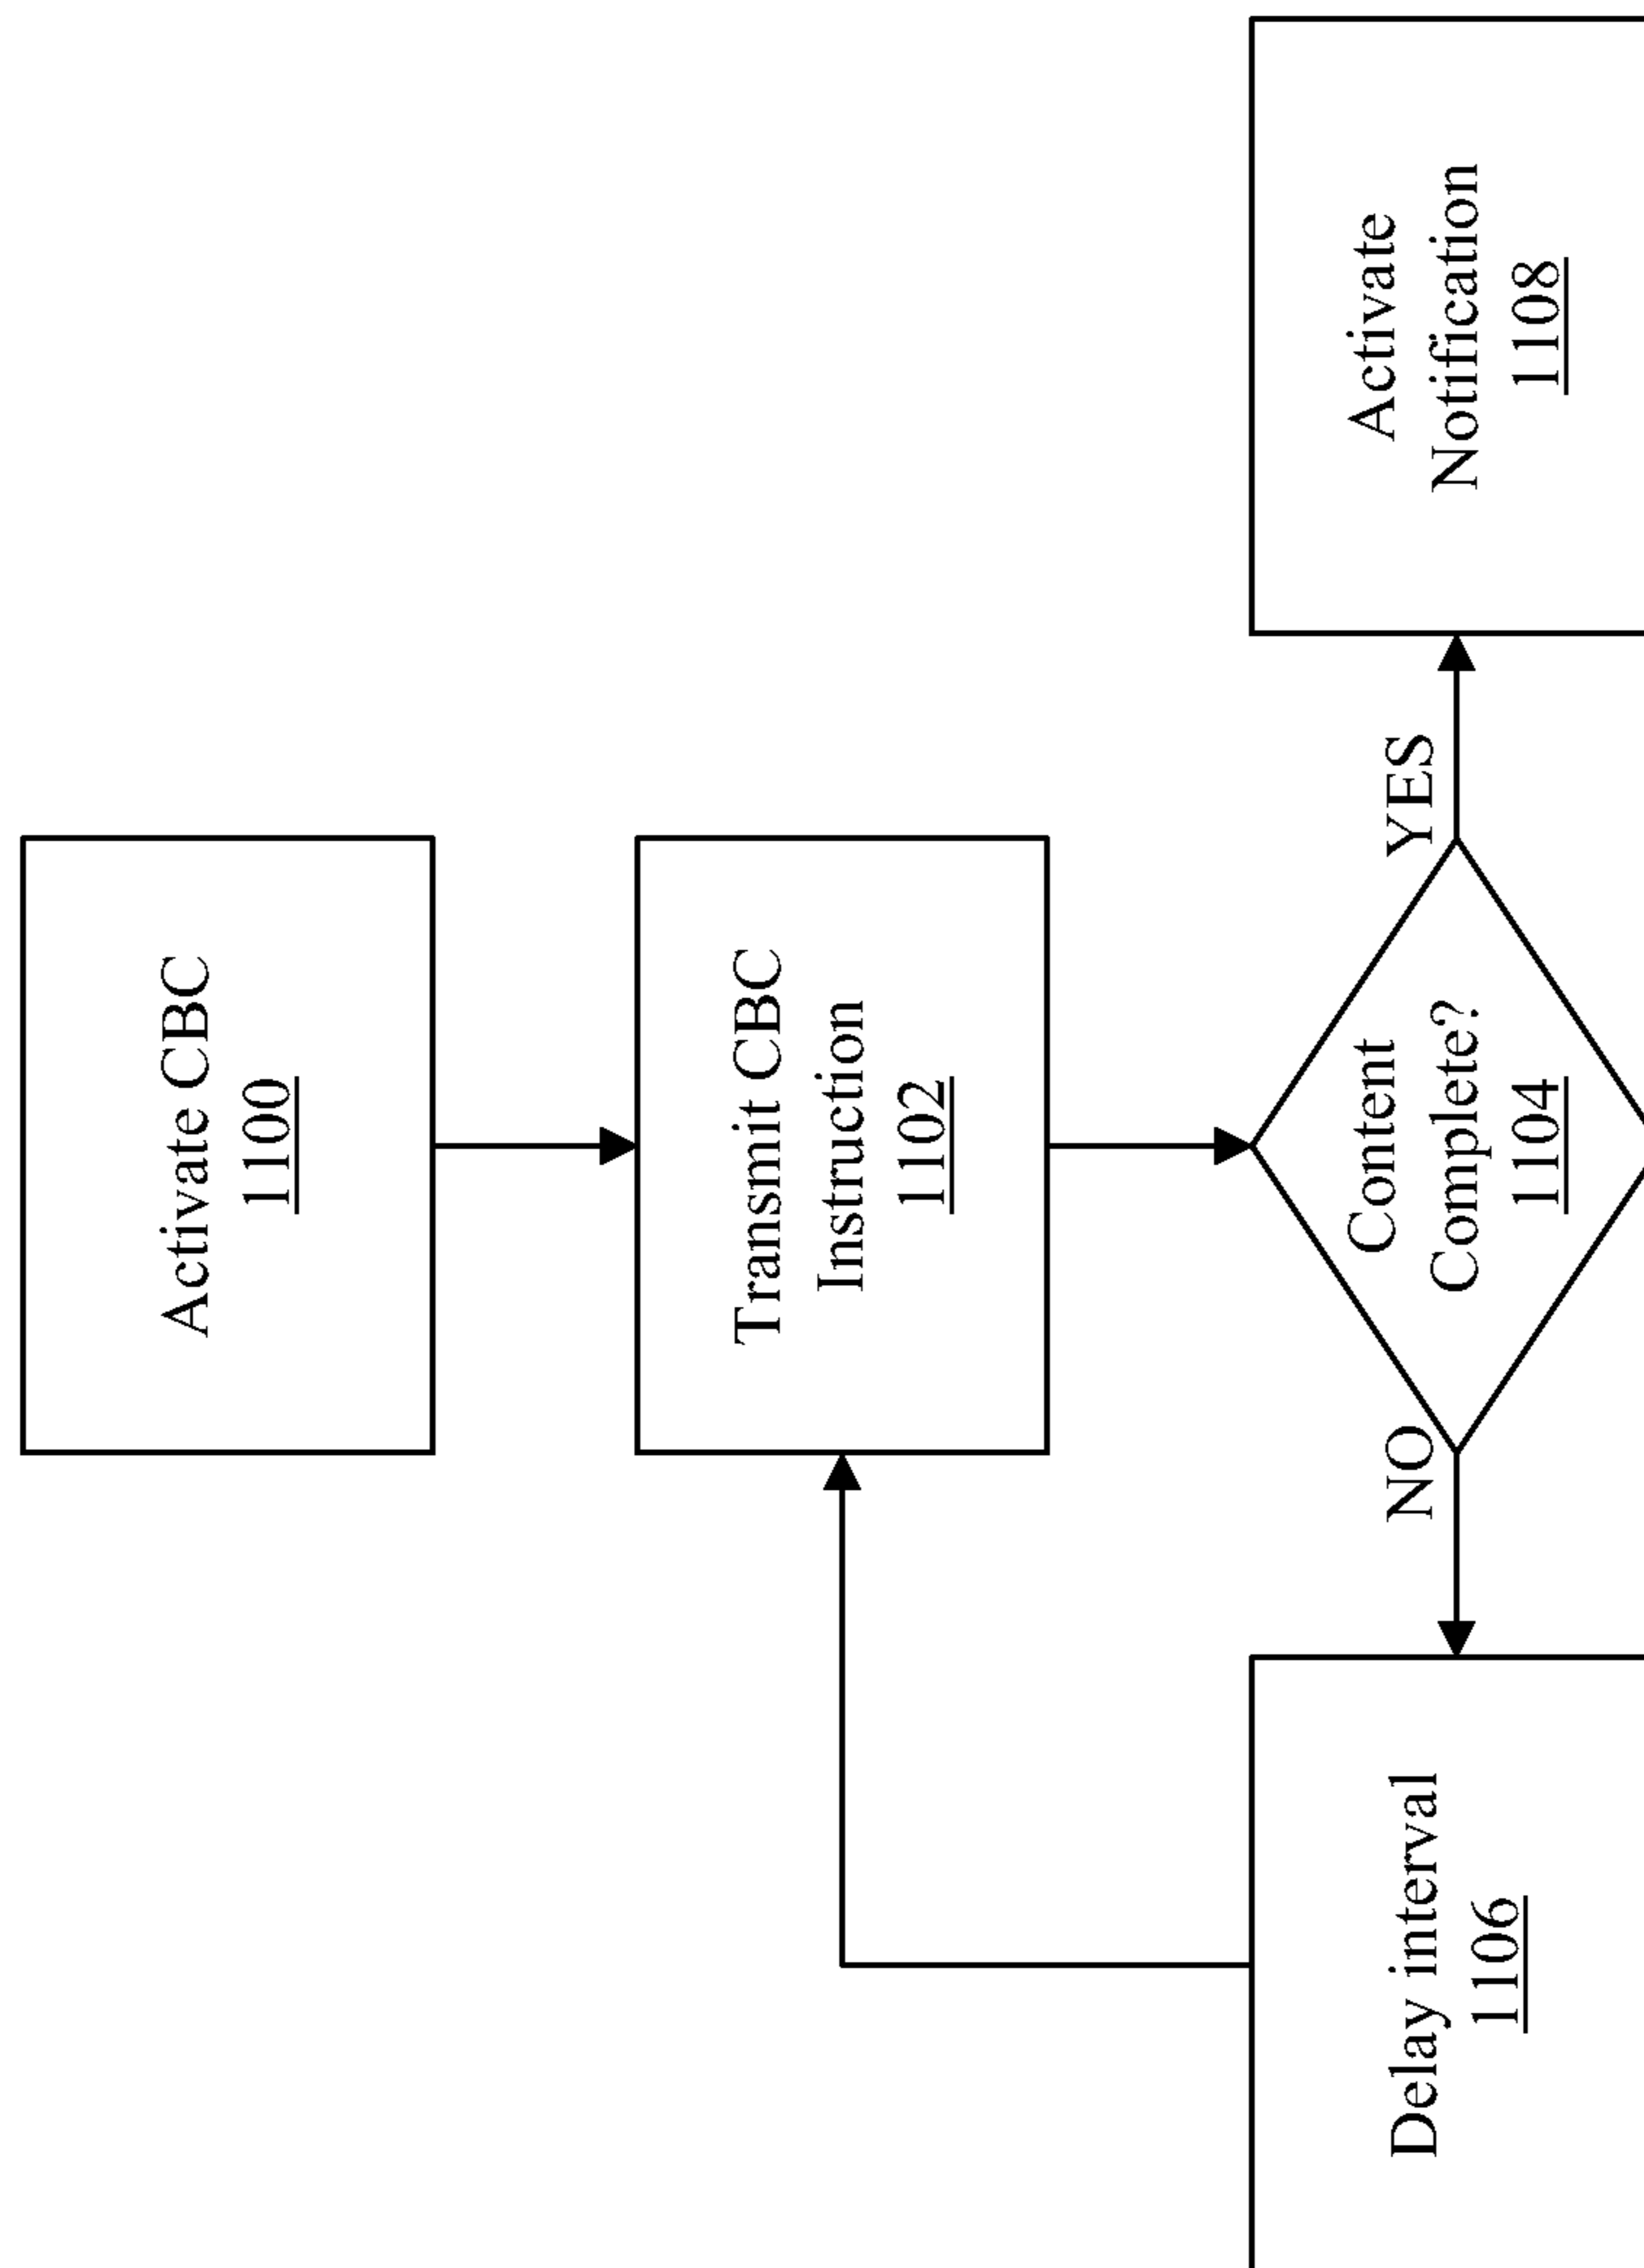 Activate CBC
1100
Transmit CBC
Instruction
1102
Content
Complete?
1104
NO
YES
Delay interval
1106
Activate
Notification
1108